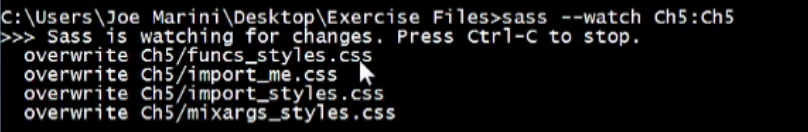 C:\Users\Joe Marini\Desktop\Exercise Files>sass --watch Ch5:Ch5
>>> Sass is watching for changes. Press Ctrl-C to stop.
overwrite Ch5/funcs_styles.css
overwrite Ch5/import_me.css
overwrite Ch5/import_styles.css
overwrite Ch5/mixargs_styles.css